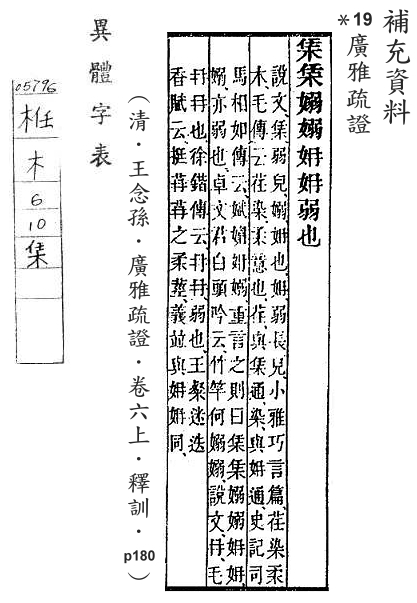 補充資料
*19 廣雅疏證
集集嫋嫋姌姌弱也
說文、集弱皃、嫋姌也、姌弱長皃、小雅巧言篇、荏染柔
木毛傳云荏染柔意也、荏與集通、染與姌通、史記司
馬相如傳云、娬媚姌嫋、重言之則曰集集嫋嫋姌姌、
嫋、亦弱也、卓文君白頭吟云、竹竿何嫋嫋、說文、冄、毛
冄冄也、徐鍇傳云、冄冄、弱也、王粲迷迭
香賦云、挺苒苒之柔莖、義竝與姌姌同、
(清．王念孫．廣雅疏證．卷六上．釋訓．p180)
異體字表
05796
木
6
10